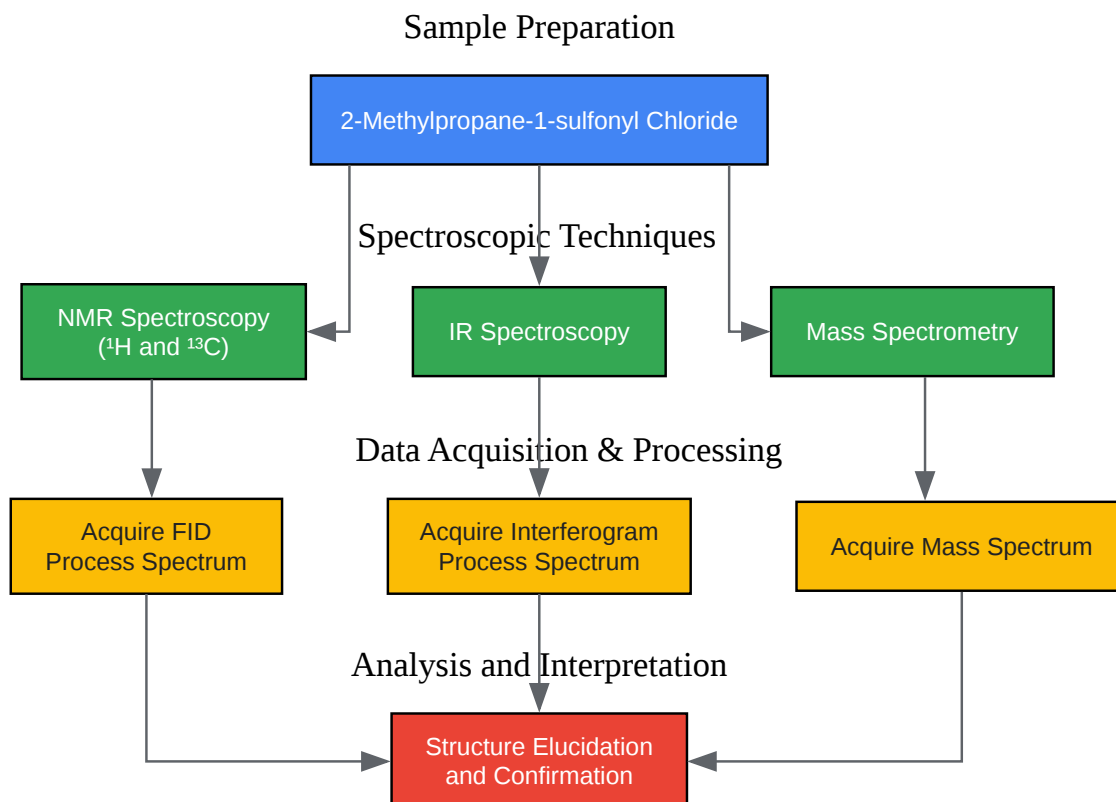 Sample Preparation
2-Methylpropane-1-sulfonyl Chloride
Spectroscopic Techniques
NMR Spectroscopy
(¹H and ¹³C)
IR Spectroscopy
Mass Spectrometry
Data Acquisition & Processing
Acquire FID
Process Spectrum
Acquire Interferogram
Process Spectrum
Acquire Mass Spectrum
Analysis and Interpretation
Structure Elucidation
and Confirmation